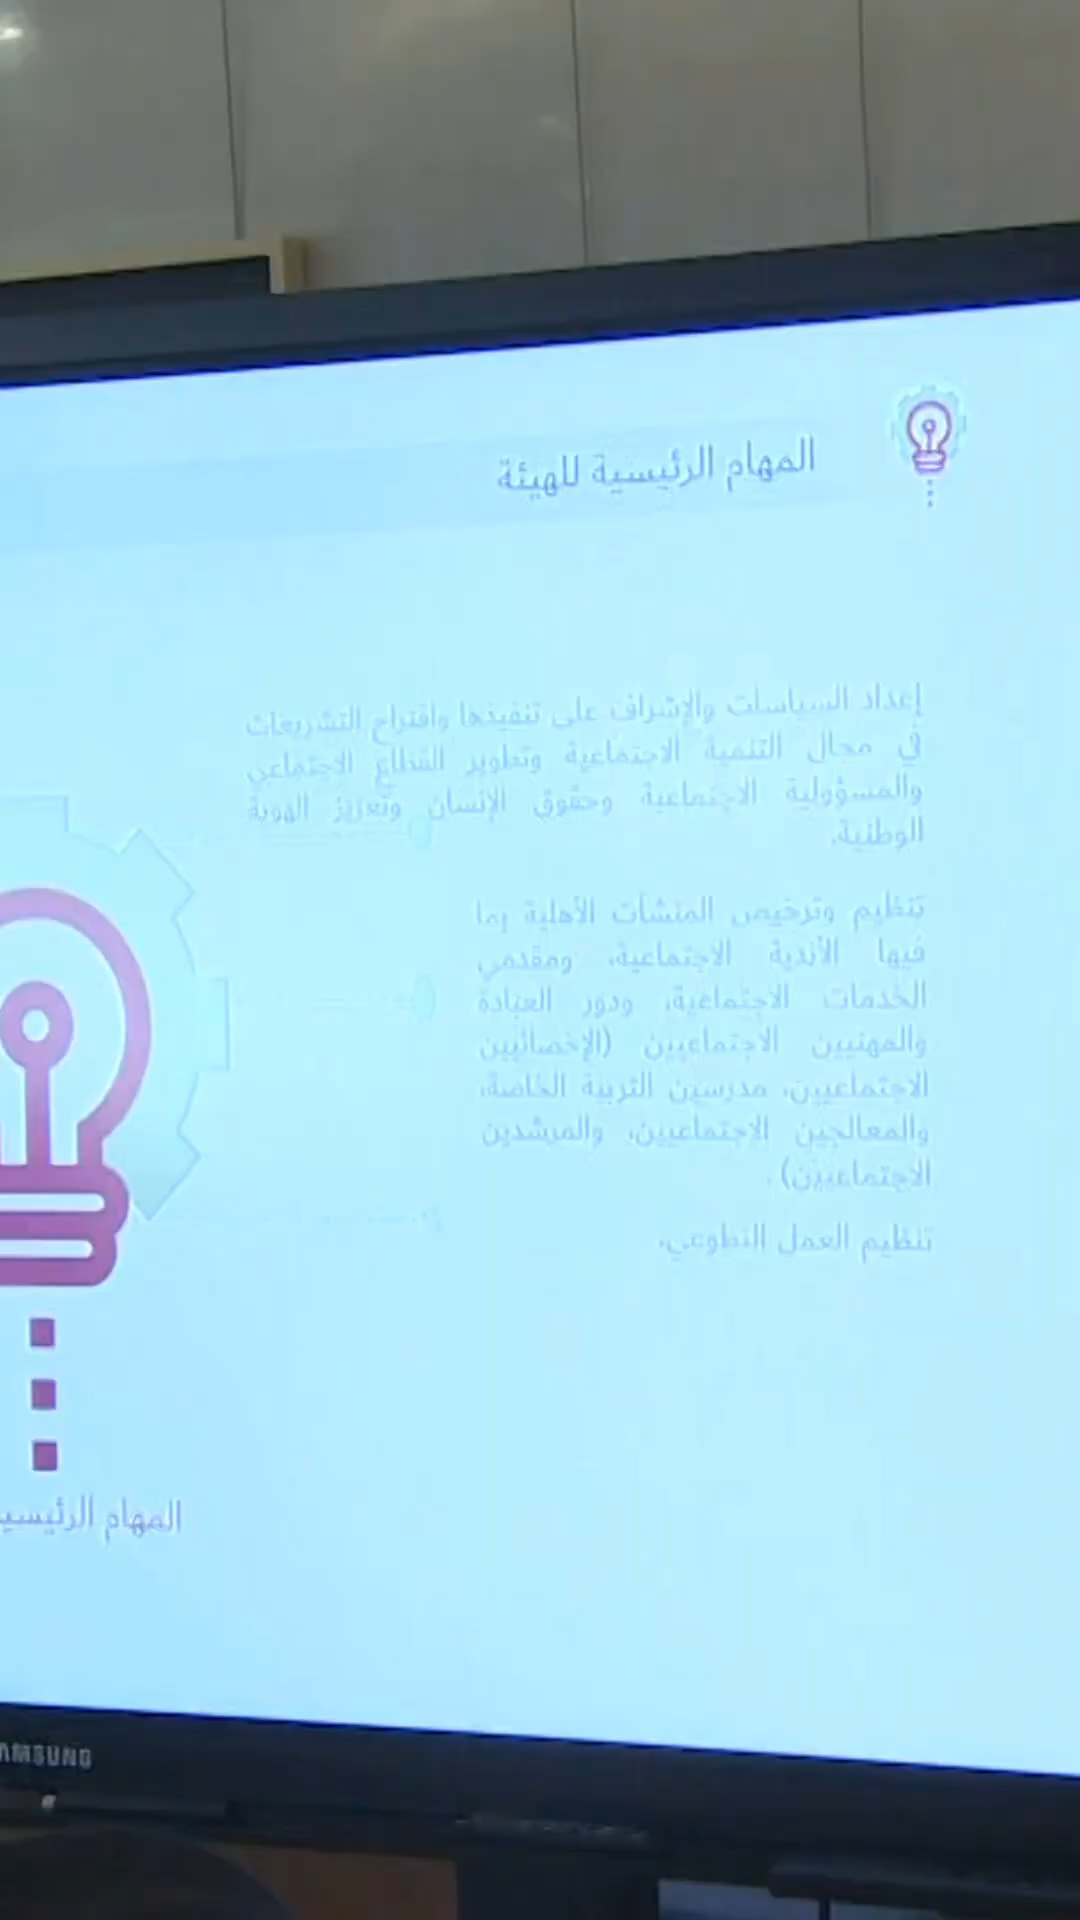 المهام الرئيسية للهيئة
إعداد السياسات والإشراف على تنفيذها واقتراح التشريعات
في مجال التنمية الاجتماعية وتطوير القطاع الاجتماعي
والمسؤولية الاجتماعية وحقوق الإنسان وتعزيز الهوية
الوطنية.
تنظيم وترخيص المنشآت الأهلية بما
فيها الأندية الاجتماعية، ومقدمي
الخدمات الاجتماعية، ودور العبادة
والمهنيين الاجتماعيين (الإخصائيين
الاجتماعيين، مدرسين التربية الخاصة،
والمعالجين الاجتماعيين، والمرشدين
الاجتماعيين).
تنظيم العمل التطوعي.
المهام الرئيسي
AMSUNG